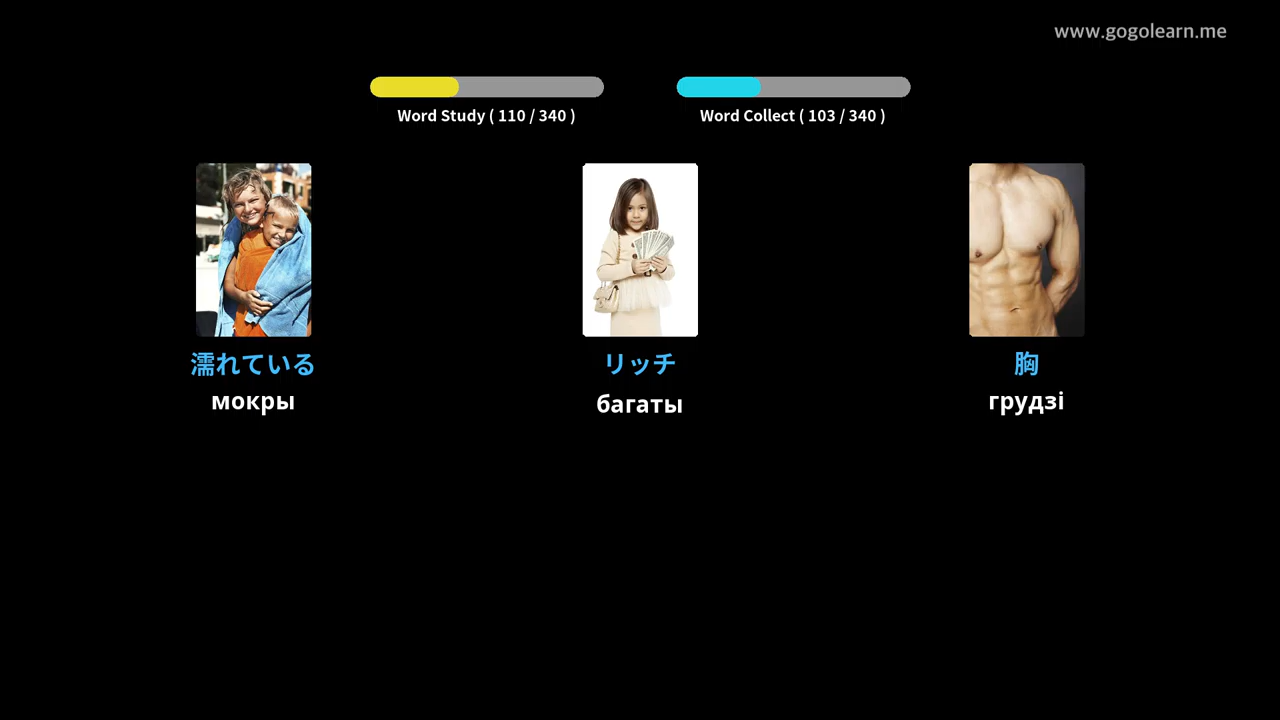 www.gogolearn.me
Word Study ( 110 / 340 )
Word Collect ( 103 / 340 )
濡れている
リッチ
胸
мокры
багаты
грудзі